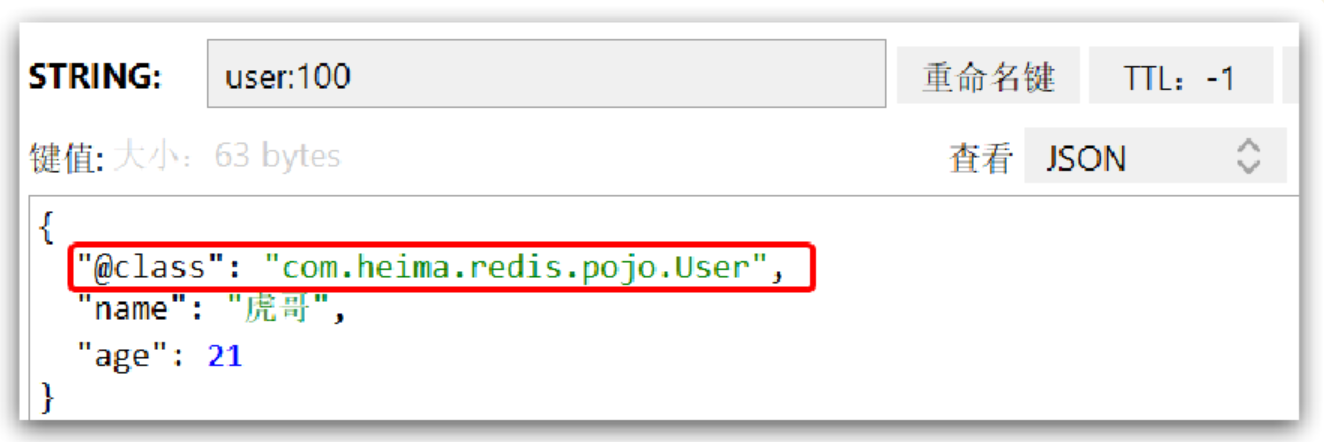 STRING: user:100 重命名键 TTL: -1
键值: 大小: 63 bytes 查看 JSON
{
"@class": "com.heima.redis.pojo.User",
"name": "虎哥",
"age": 21
}